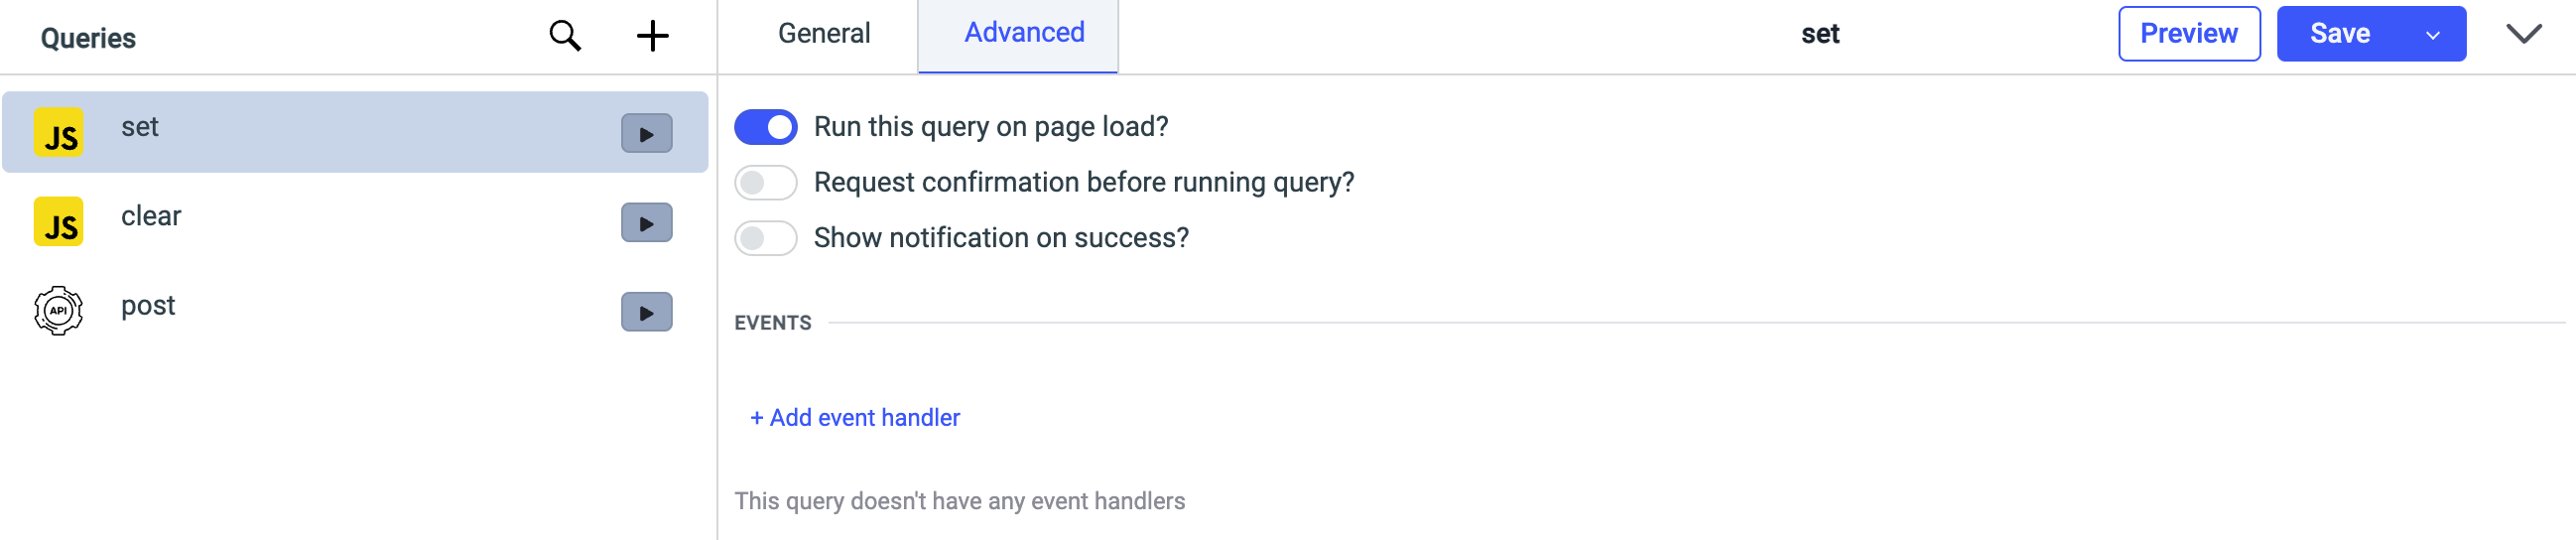 Queries
General
Advanced
set
Preview
Save
JS
set
JS
clear
API
post
Run this query on page load?
Request confirmation before running query?
Show notification on success?
EVENTS
+ Add event handler
This query doesn't have any event handlers